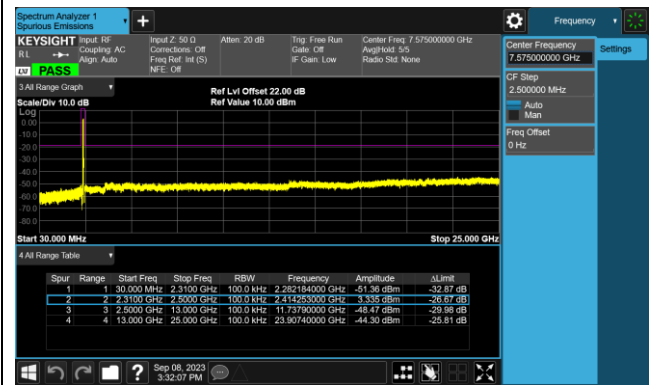 Spectrum Analyzer 1
Spurious Emissions
+
Frequency
KEYSIGHT
RL
LXI PASS
Input: RF
Coupling: AC
Align: Auto
Input Z: 50 Ω
Corrections: Off
Freq Ref: Int (S)
NFE: Off
Atten: 20 dB
Trig: Free Run
Gate: Off
IF Gain: Low
Center Freq: 7.575000000 GHz
Avg|Hold: 5/5
Radio Std: None
Center Frequency
7.575000000 GHz
Settings
CF Step
2.500000 MHz
Auto
Man
Freq Offset
0 Hz
3 All Range Graph
Scale/Div 10.0 dB
Ref Lvl Offset 22.00 dB
Ref Value 10.00 dBm
Log
0.00
-10.0
-20.0
-30.0
-40.0
-50.0
-60.0
-70.0
-80.0
Start 30.000 MHz
Stop 25.000 GHz
4 All Range Table
Spur Range Start Freq Stop Freq RBW Frequency Amplitude ΔLimit
1 1 30.000 MHz 2.3100 GHz 100.0 kHz 2.282184000 GHz -51.36 dBm -32.87 dB
2 2 2.3100 GHz 2.5000 GHz 100.0 kHz 2.414253000 GHz 3.335 dBm -26.67 dB
3 3 2.5000 GHz 13.000 GHz 100.0 kHz 11.73790000 GHz -48.47 dBm -29.98 dB
4 4 13.000 GHz 25.000 GHz 100.0 kHz 23.90740000 GHz -44.30 dBm -25.81 dB
?
Sep 08, 2023
3:32:07 PM